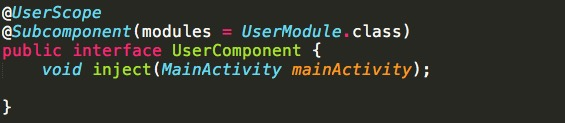 @UserScope
@Subcomponent(modules = UserModule.class)
public interface UserComponent {
    void inject(MainActivity mainActivity);
}